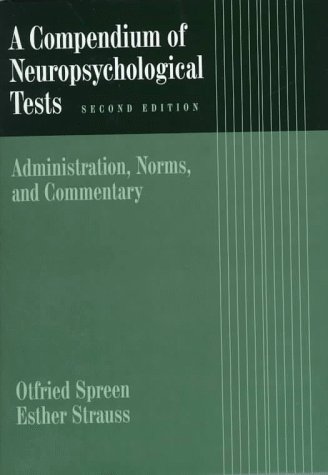 A Compendium of
Neuropsychological
Tests SECOND EDITION
Administration, Norms,
and Commentary
Otfried Spreen
Esther Strauss